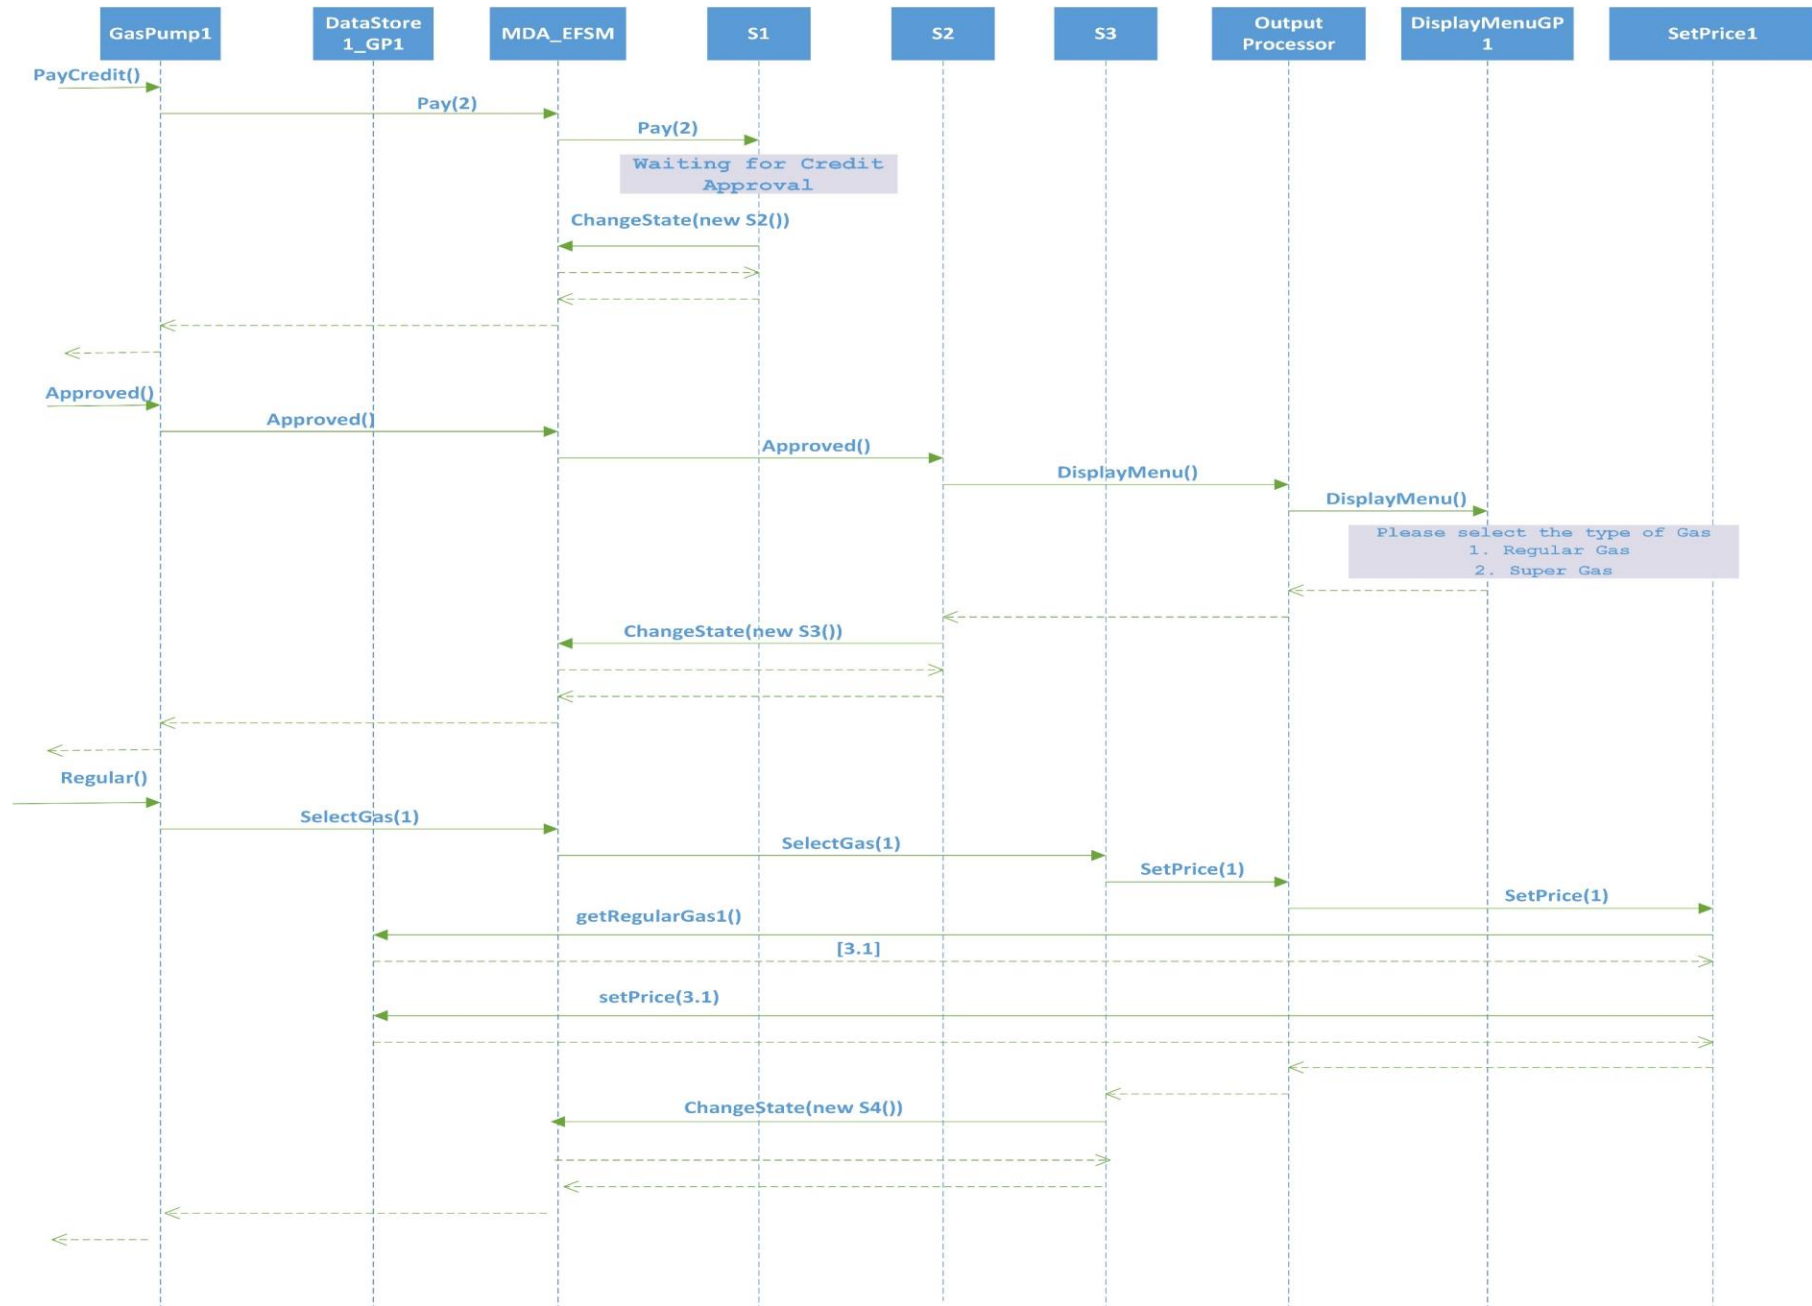 GasPump1
DataStore
1_GP1
MDA_EFSM
S1
S2
S3
Output
Processor
DisplayMenuGP
1
SetPrice1
PayCredit()
Pay(2)
Pay(2)
Waiting for Credit
Approval
ChangeState(new S2())
Approved()
Approved()
Approved()
DisplayMenu()
DisplayMenu()
Please select the type of Gas
1. Regular Gas
2. Super Gas
ChangeState(new S3())
Regular()
SelectGas(1)
SelectGas(1)
SetPrice(1)
SetPrice(1)
getRegularGas1()
[3.1]
setPrice(3.1)
ChangeState(new S4())